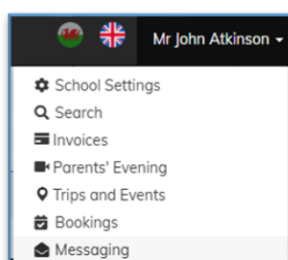 Mr John Atkinson
School Settings
Search
Invoices
Parents' Evening
Trips and Events
Bookings
Messaging